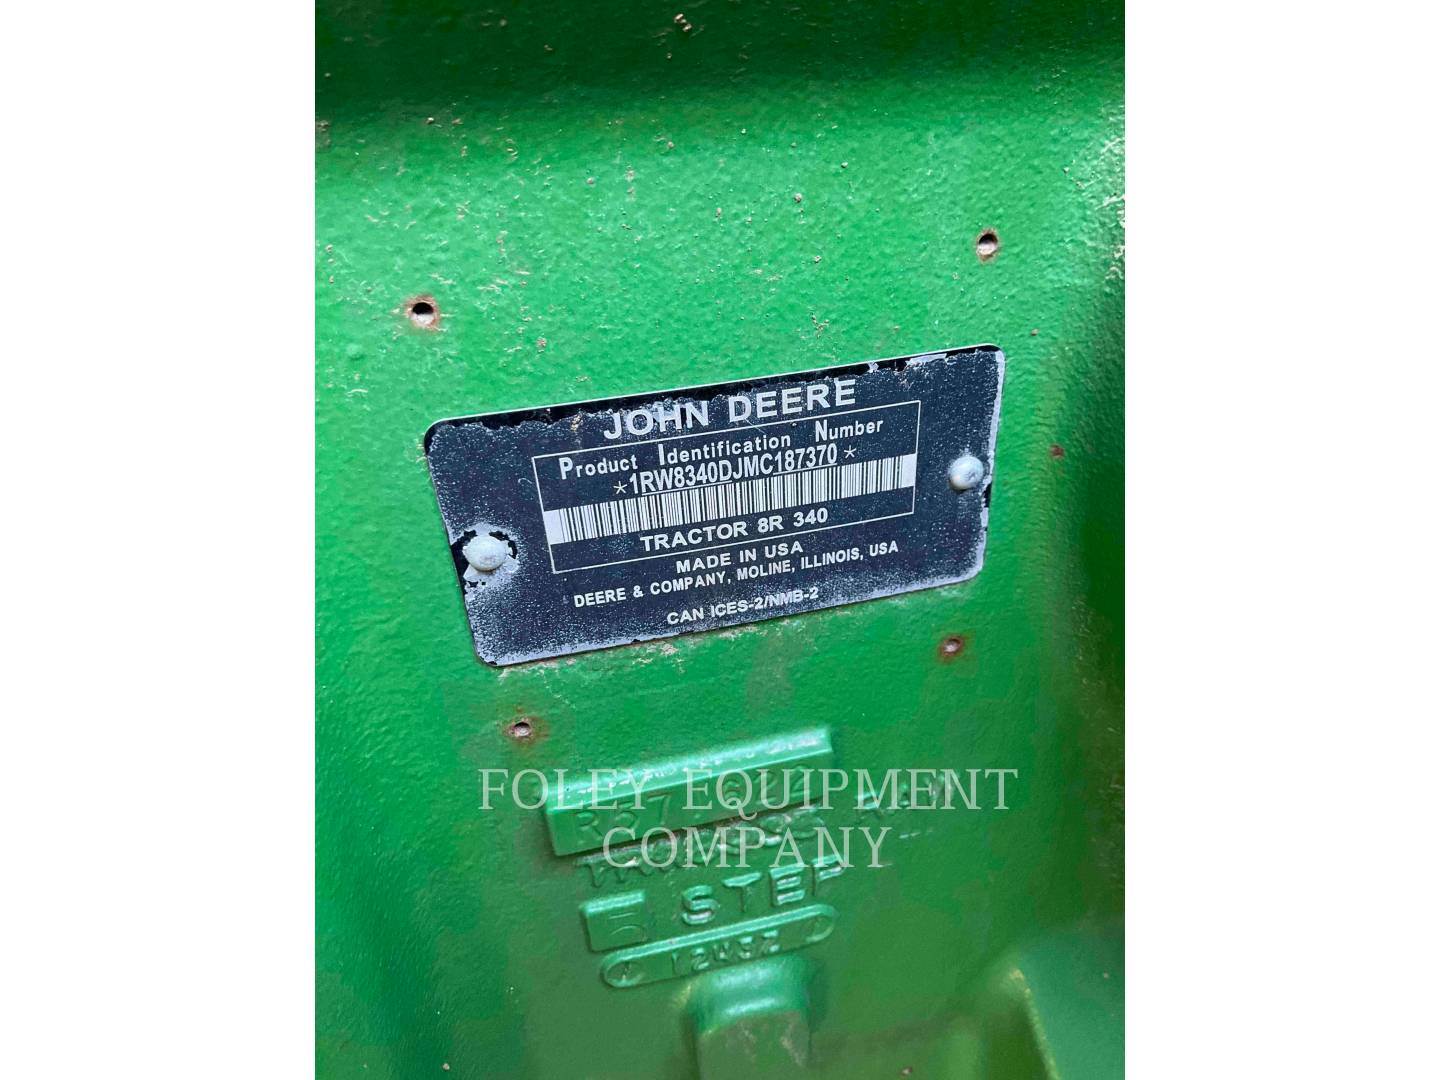 JOHN DEERE
Product Identification Number
*1RW8340DJMC187370*
TRACTOR 8R 340
MADE IN USA
DEERE & COMPANY, MOLINE, ILLINOIS, USA
CAN ICES-2/NMB-2
FOLEY EQUIPMENT
COMPANY
5 STEP